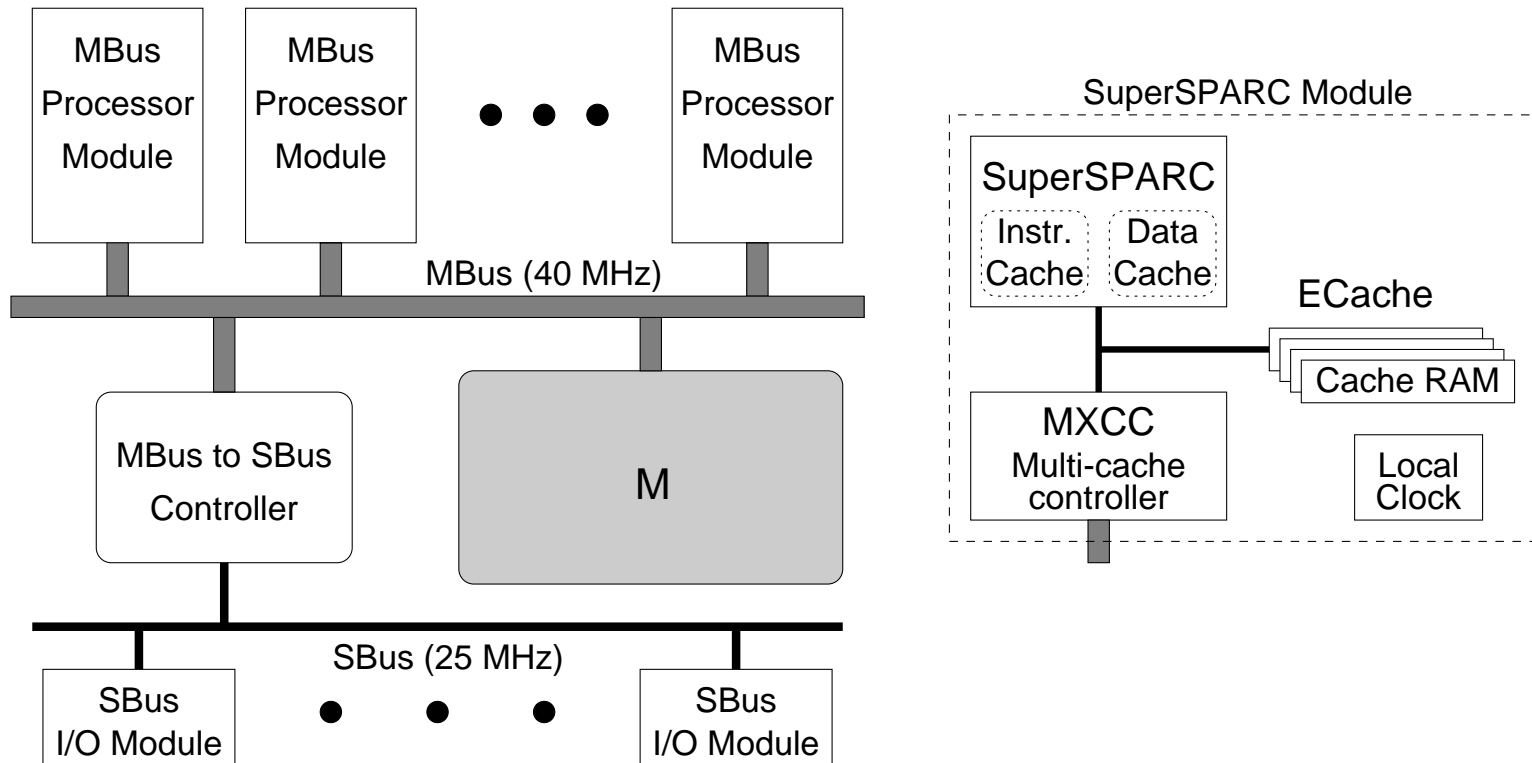 MBus
Processor
Module
MBus
Processor
Module
MBus
Processor
Module
MBus (40 MHz)
MBus to SBus
Controller
M
SBus (25 MHz)
SBus
I/O Module
SBus
I/O Module
SuperSPARC Module
SuperSPARC
Instr.
Cache
Data
Cache
ECache
Cache RAM
MXCC
Multi-cache
controller
Local
Clock